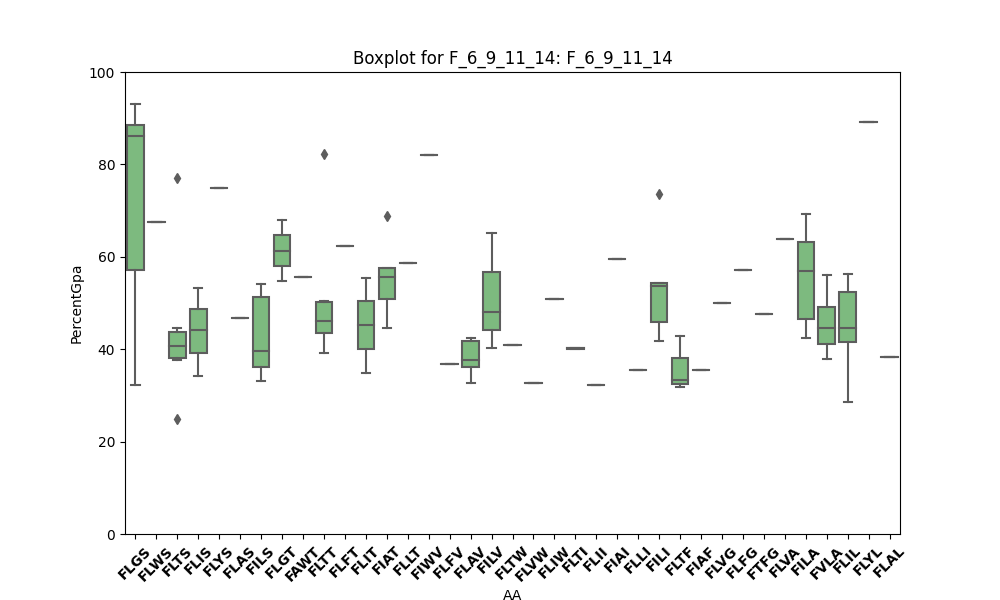 Boxplot for F_6_9_11_14: F_6_9_11_14
PercentGpa
100
80
60
40
20
0
FLGS FLWS FLTS FLIS FLYS FLAS FILS FLGT FAWT FLTT FLFT FLIT FIAT FLLT FIWV FLFV FLAV FILV FLTW FLVW FLIW FLTI FLII FIAI FLLI FILI FLTF FIAF FLVG FLFG FTFG FLVA FILA FVLA FLIL FLYL FLAL
AA